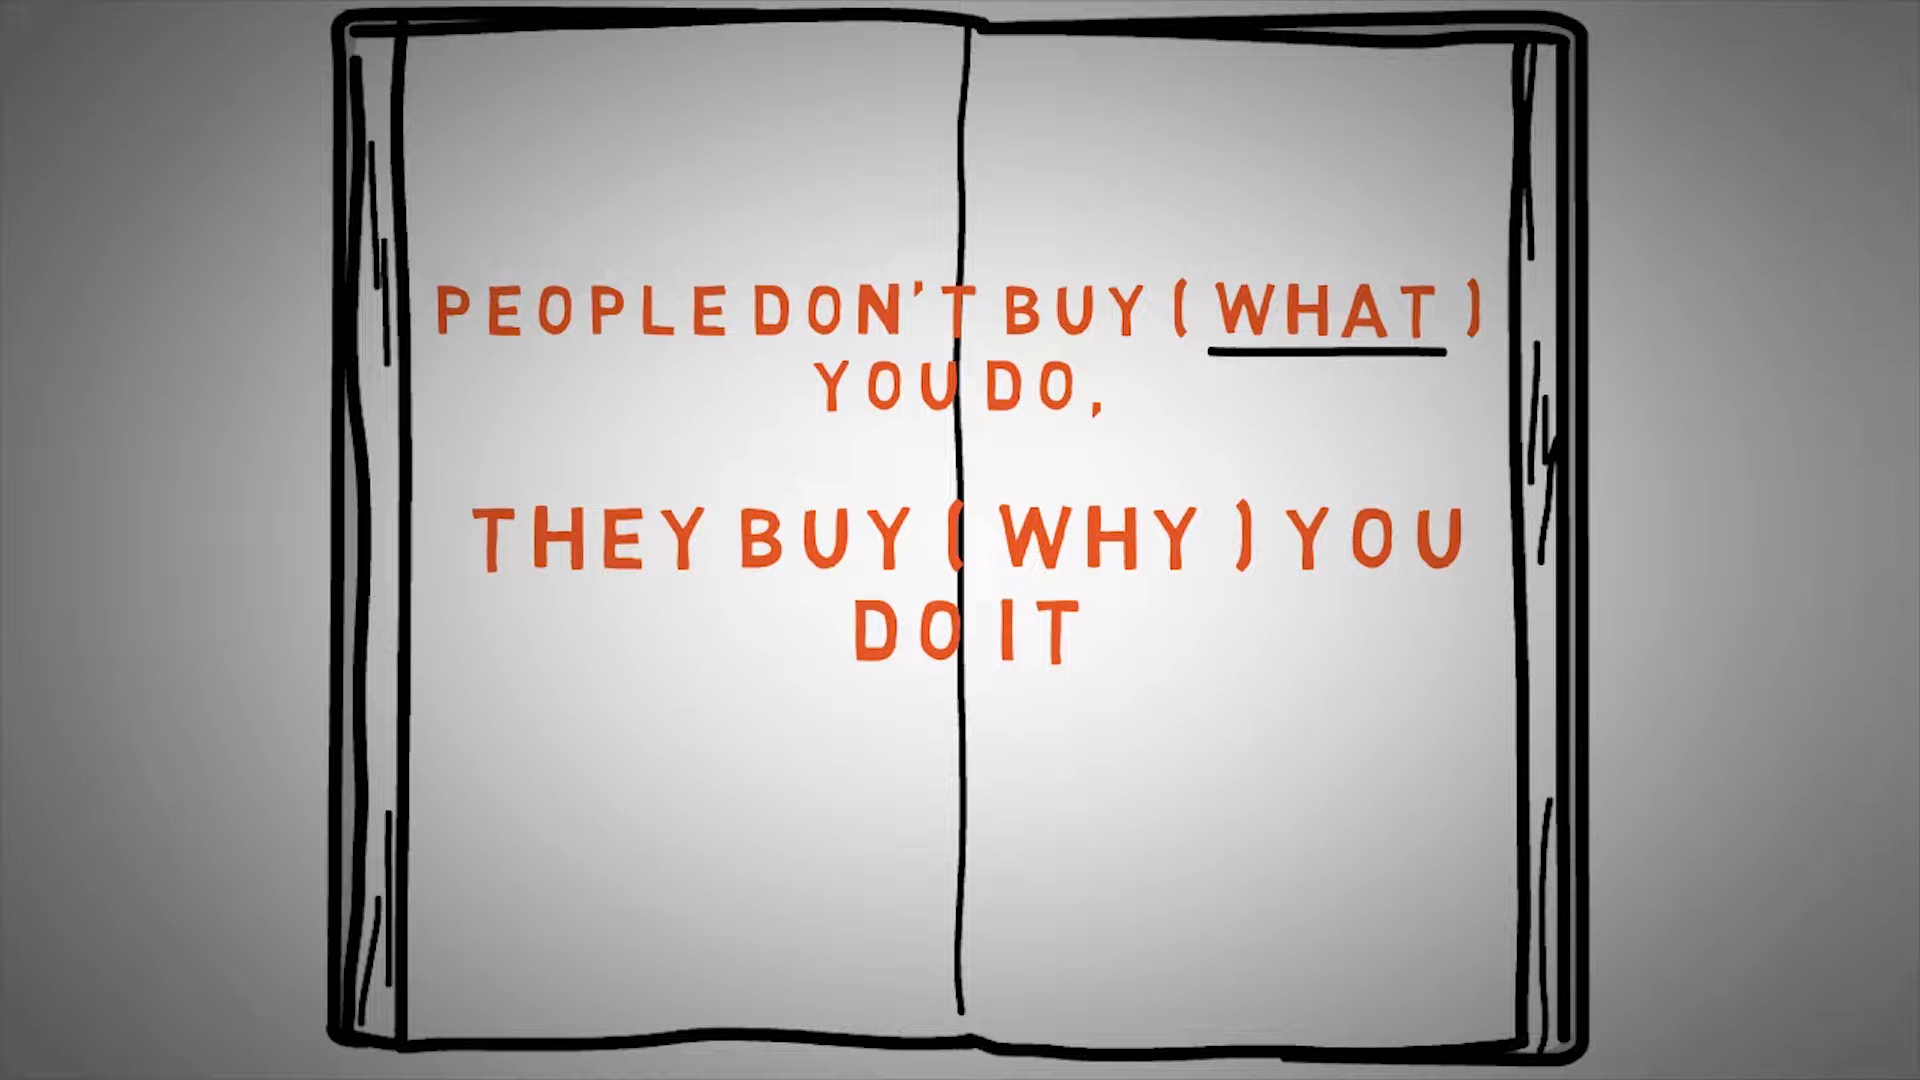 PEOPLE DON'T BUY ( WHAT )
YOU DO,
THEY BUY ( WHY ) YOU
DO IT